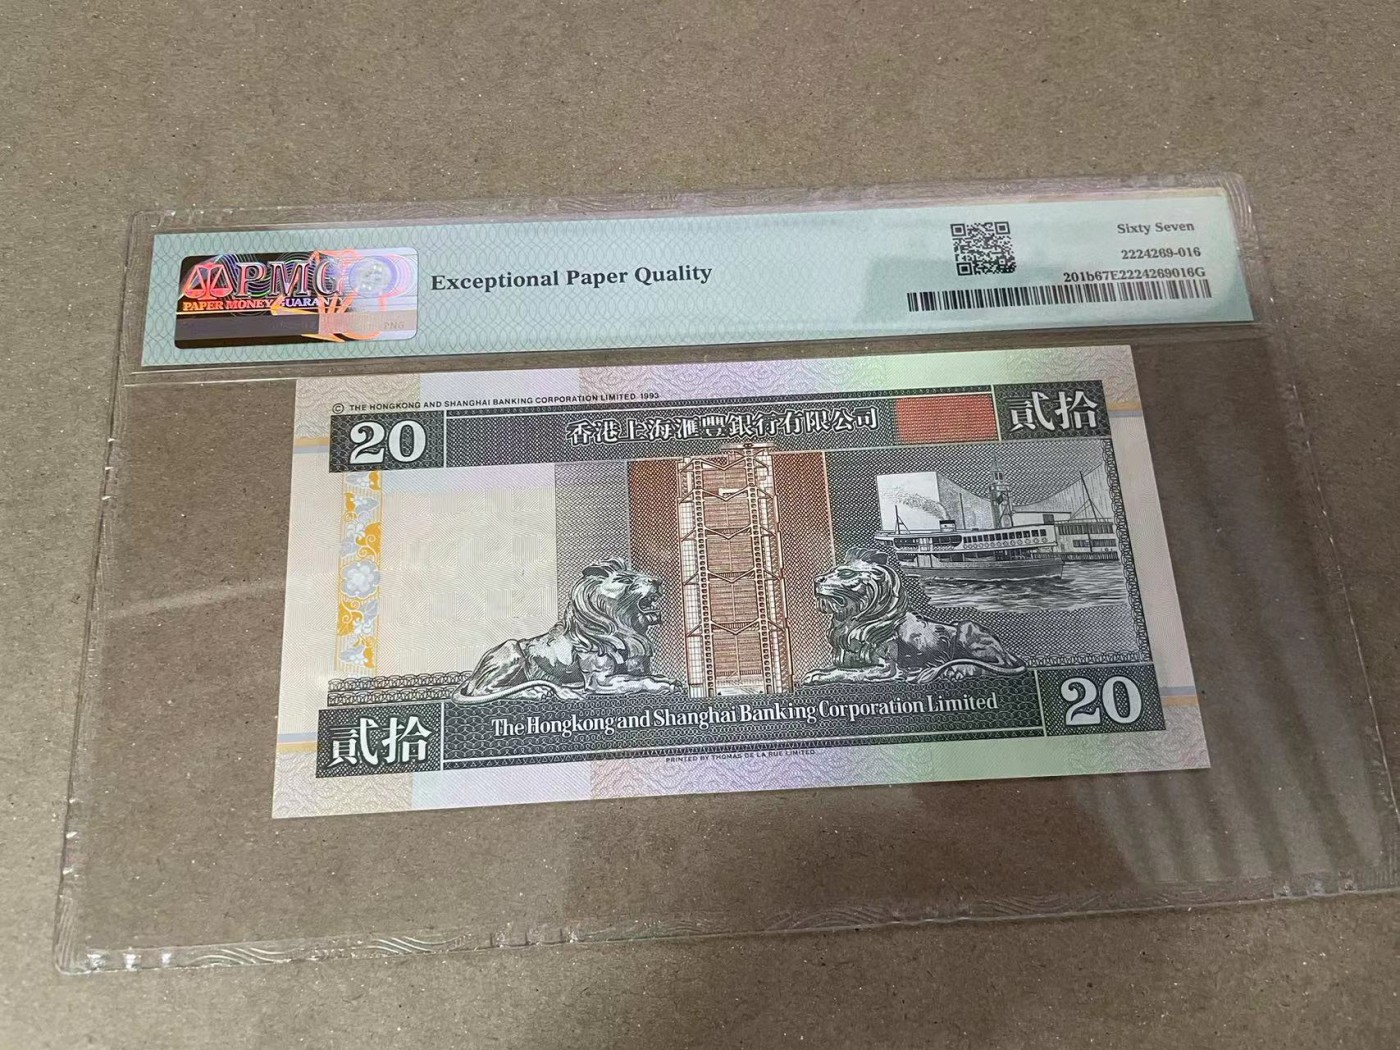 PMG
PAPER MONEY GUARANTY
Exceptional Paper Quality
Sixty Seven
2224269-016
201b67E2224269016G
© THE HONGKONG AND SHANGHAI BANKING CORPORATION LIMITED 1993
20
香港上海滙豐銀行有限公司
貳拾
貳拾
The Hongkong and Shanghai Banking Corporation Limited
20
PRINTED BY THOMAS DE LA RUE LIMITED